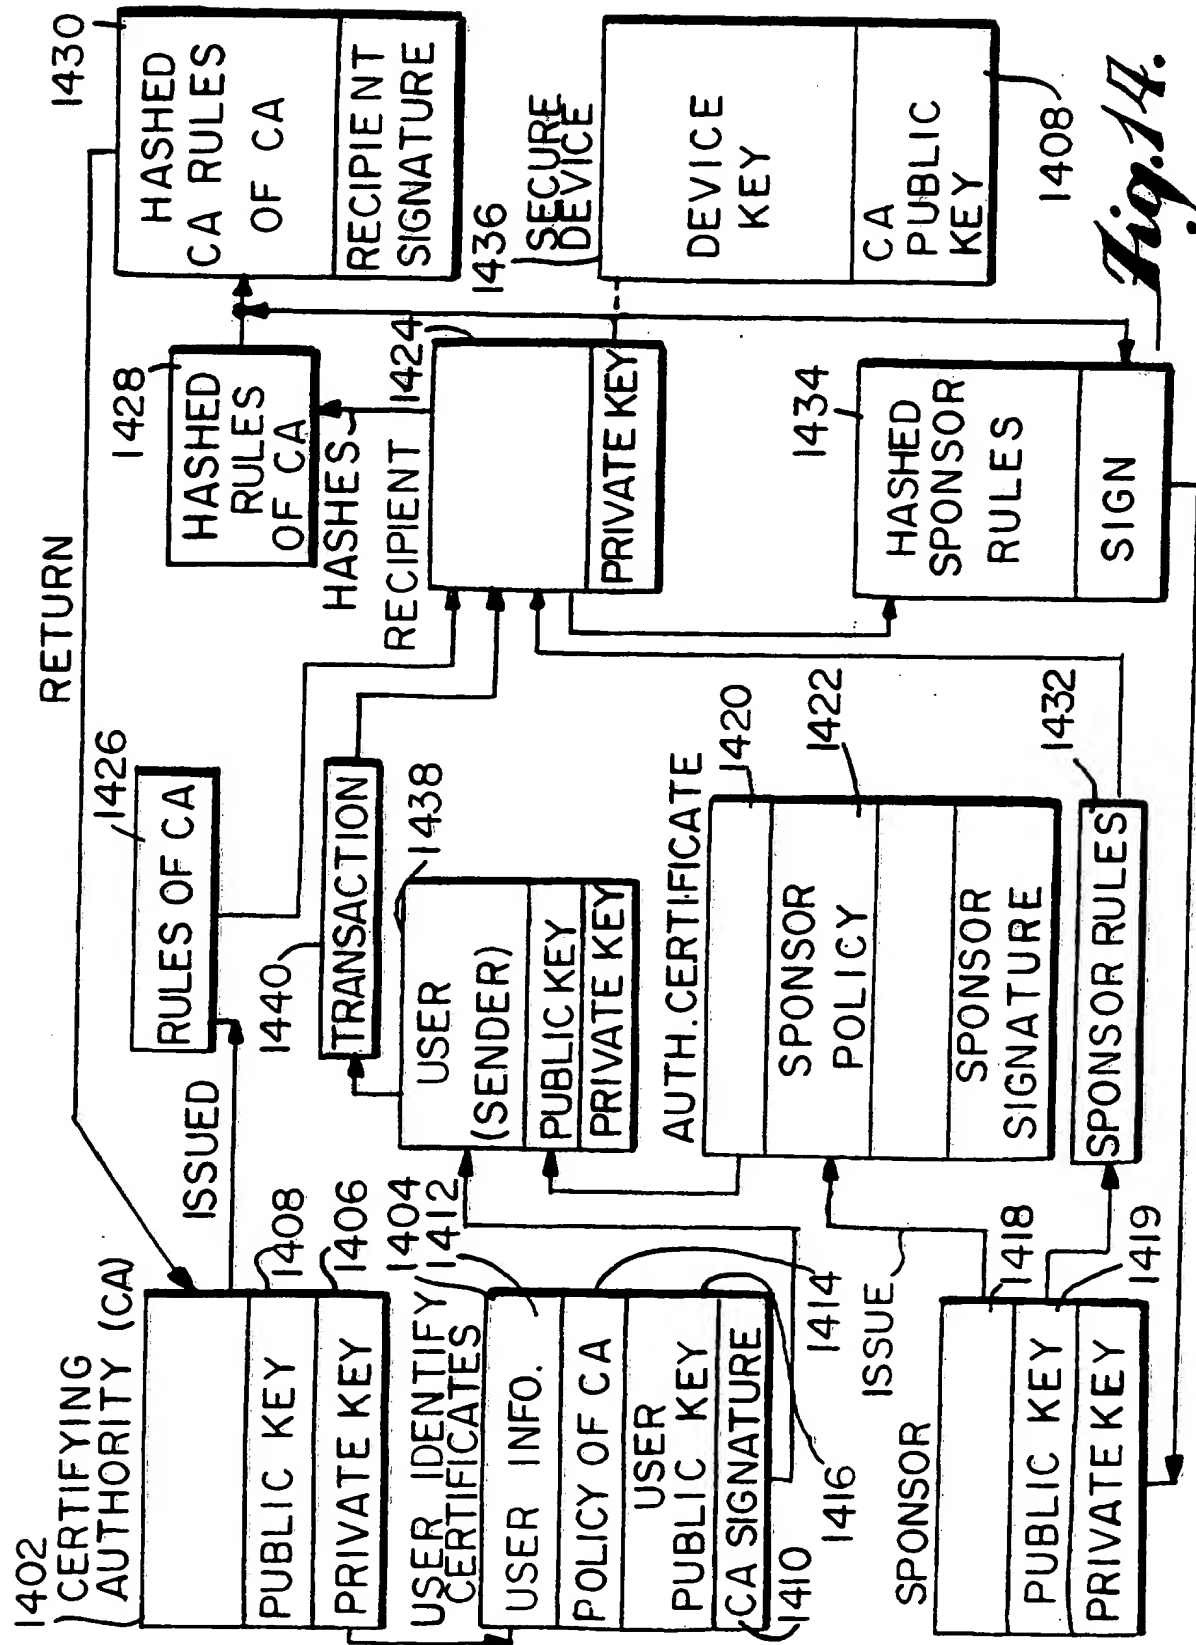 1402
CERTIFYING
AUTHORITY (CA)
PUBLIC KEY
PRIVATE KEY
1408
1406
ISSUED
RETURN
1426
RULES OF CA
1428
HASHED
RULES
OF CA
1430
HASHED
CA RULES
OF CA
RECIPIENT
SIGNATURE
HASHES
RECIPIENT
1424
PRIVATE KEY
1440
TRANSACTION
1438
USER
(SENDER)
PUBLIC KEY
PRIVATE KEY
USER IDENTIFY
CERTIFICATES
1404
1412
USER INFO.
POLICY OF CA
USER
PUBLIC KEY
CA SIGNATURE
1410
1414
1416
1436
SECURE
DEVICE
DEVICE
KEY
CA
PUBLIC
KEY
1408
AUTH. CERTIFICATE
1420
SPONSOR
POLICY
1422
SPONSOR
SIGNATURE
1434
HASHED
SPONSOR
RULES
SIGN
ISSUE
SPONSOR
1418
PUBLIC KEY
PRIVATE KEY
1419
SPONSOR RULES
1432
Fig.14.